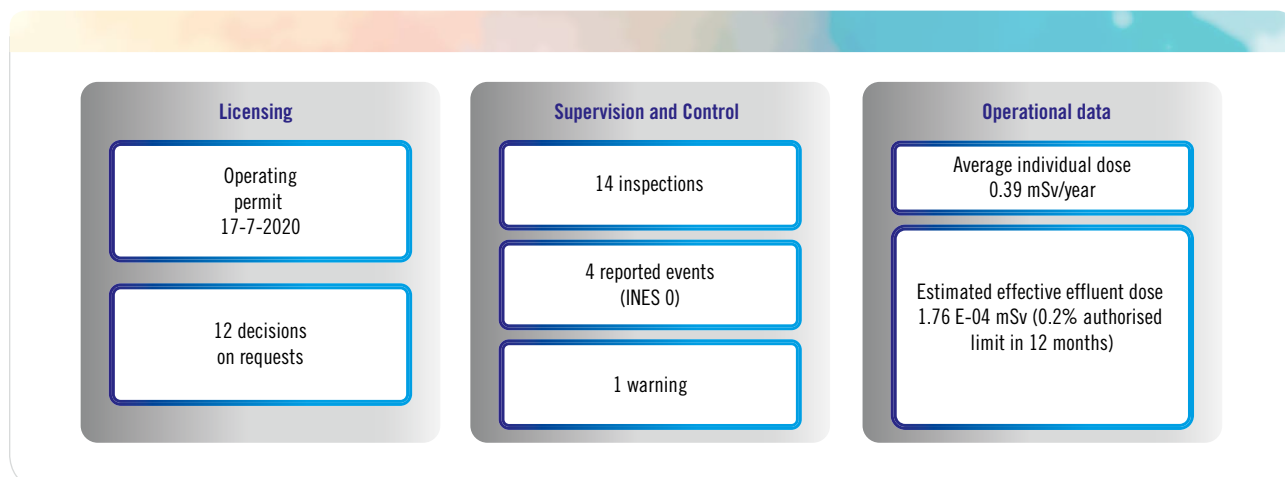 Licensing
Operating
permit
17-7-2020
12 decisions
on requests
Supervision and Control
14 inspections
4 reported events
(INES 0)
1 warning
Operational data
Average individual dose
0.39 mSv/year
Estimated effective effluent dose
1.76 E-04 mSv (0.2% authorised
limit in 12 months)